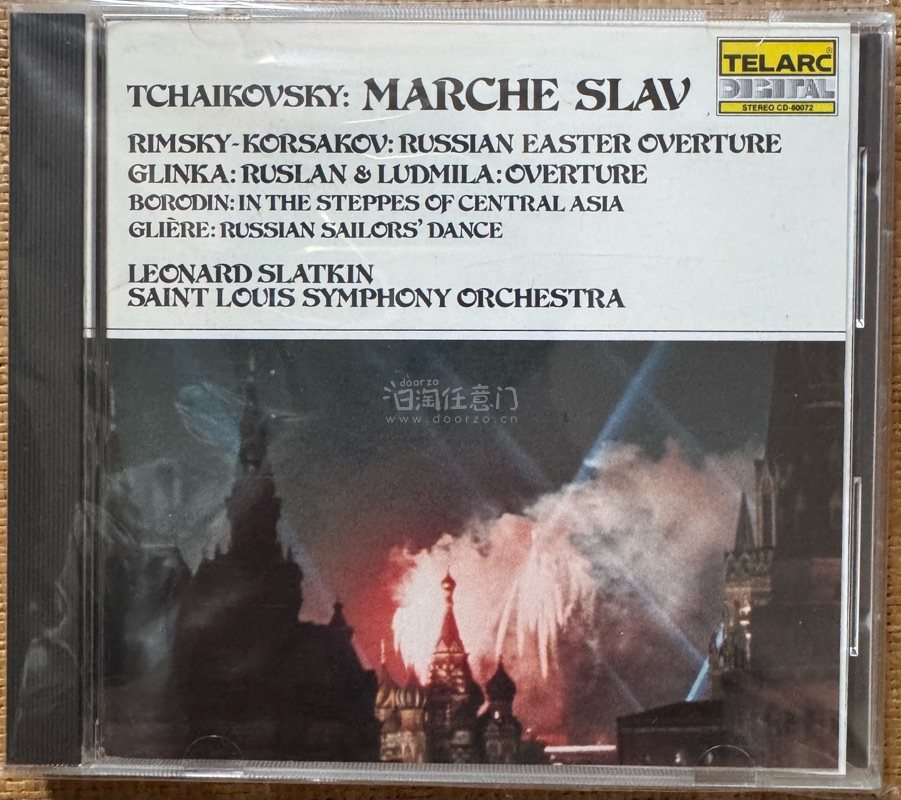 TCHAIKOVSKY: MARCHE SLAV
TELARC®
DIGITAL
STEREO CD-80072
RIMSKY-KORSAKOV: RUSSIAN EASTER OVERTURE
GLINKA: RUSLAN & LUDMILA: OVERTURE
BORODIN: IN THE STEPPES OF CENTRAL ASIA
GLIÈRE: RUSSIAN SAILORS' DANCE
LEONARD SLATKIN
SAINT LOUIS SYMPHONY ORCHESTRA
doorzo
日淘任意门
www.doorzo.cn